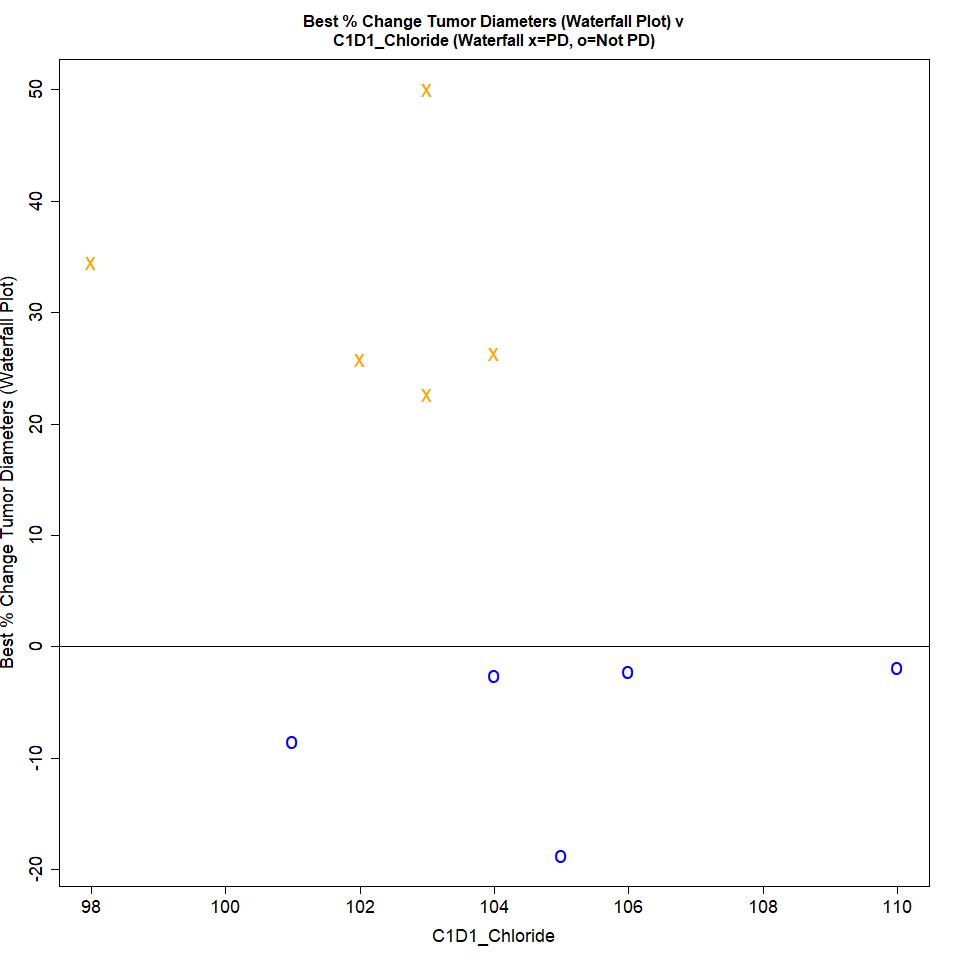 Best % Change Tumor Diameters (Waterfall Plot) v
C1D1_Chloride (Waterfall x=PD, o=Not PD)
Best % Change Tumor Diameters (Waterfall Plot)
50
40
30
20
10
0
-10
-20
X
X
X
X
X
O
O
O
O
O
98 100 102 104 106 108 110
C1D1_Chloride